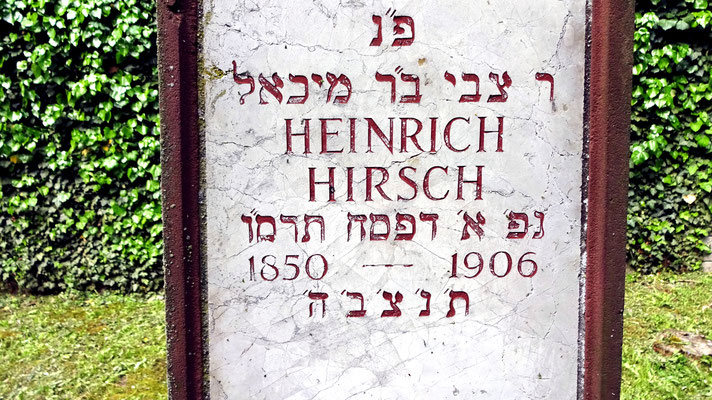 פ״נ
ר צבי ב״ר מיכאל
HEINRICH
HIRSCH
נפ א׳ דפסח תרס״ו
1850 — 1906
ת׳נ׳צ׳ב׳ה׳